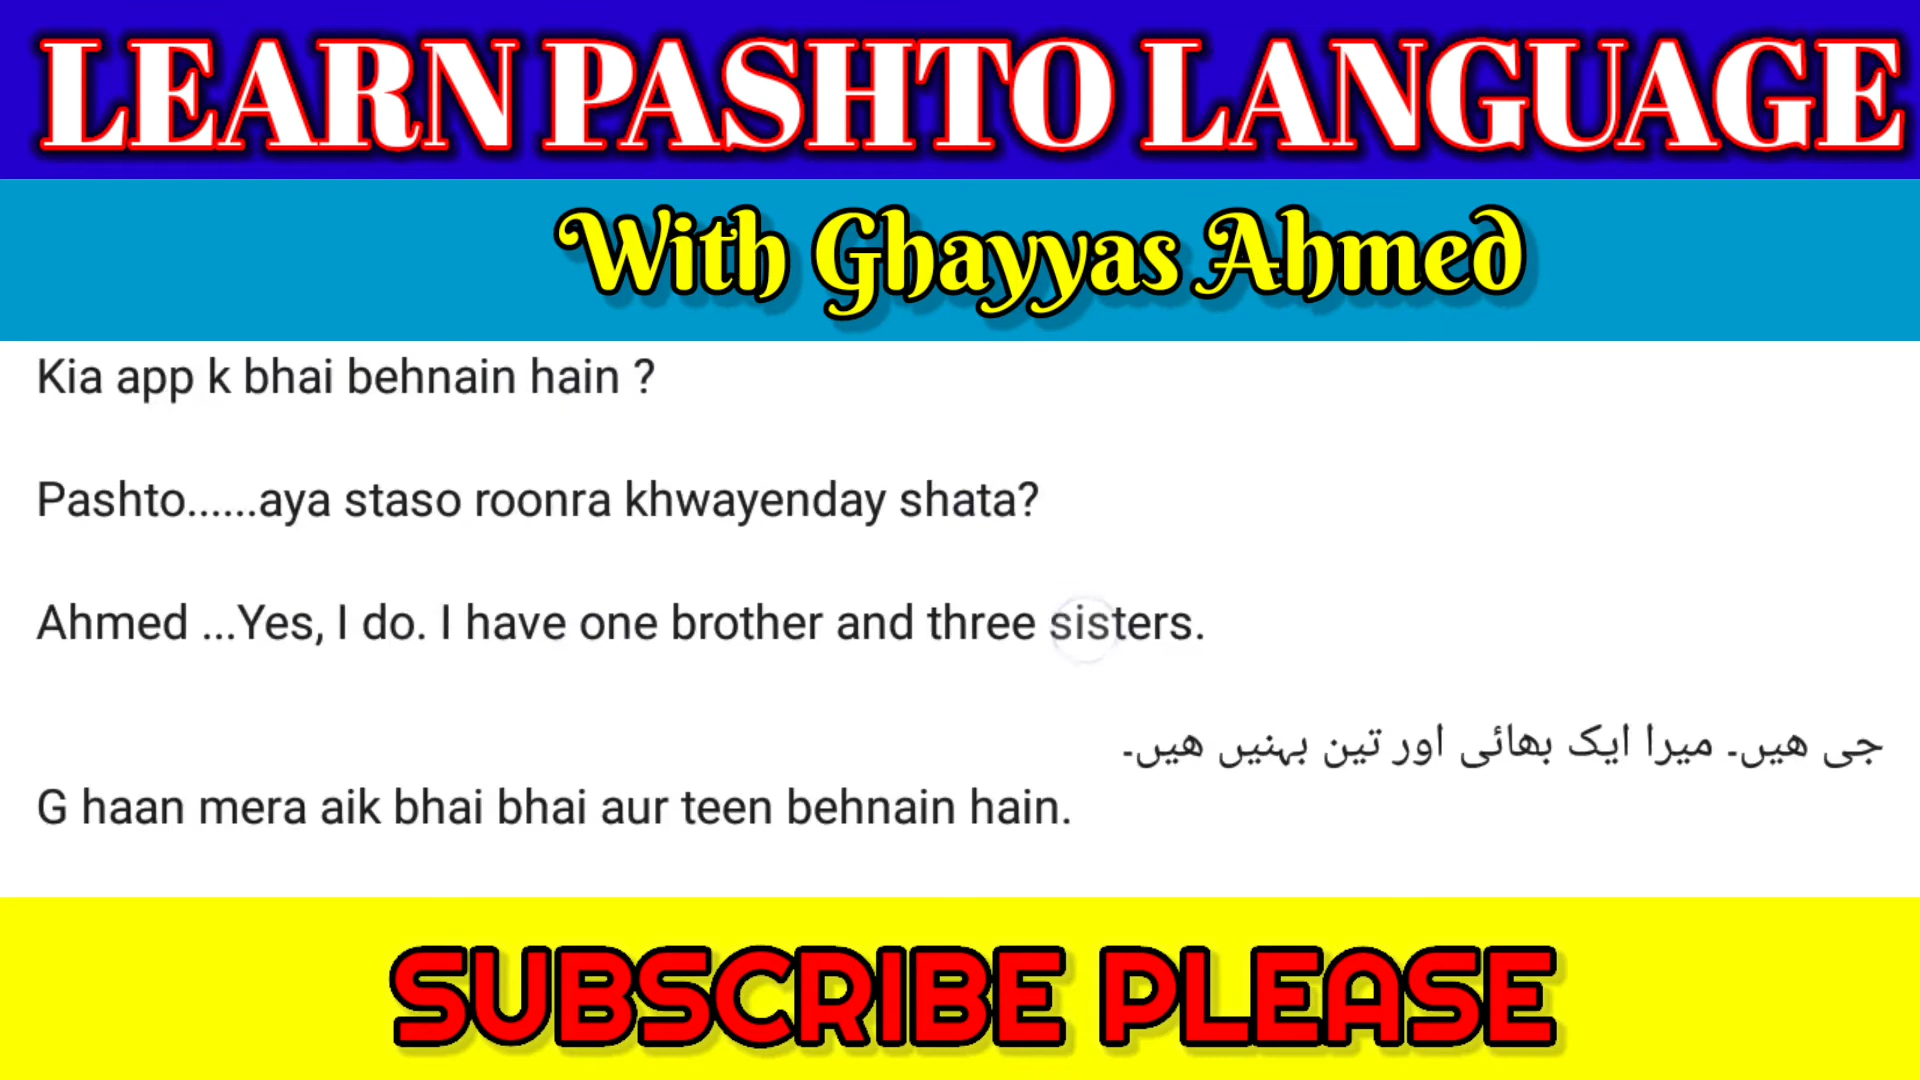 LEARN PASHTO LANGUAGE
With Ghayyas Ahmed
Kia app k bhai behnain hain ?
Pashto......aya staso roonra khwayenday shata?
Ahmed ...Yes, I do. I have one brother and three sisters.
جی ھیں۔ میرا ایک بھائی اور تین بہنیں ھیں۔
G haan mera aik bhai bhai aur teen behnain hain.
SUBSCRIBE PLEASE